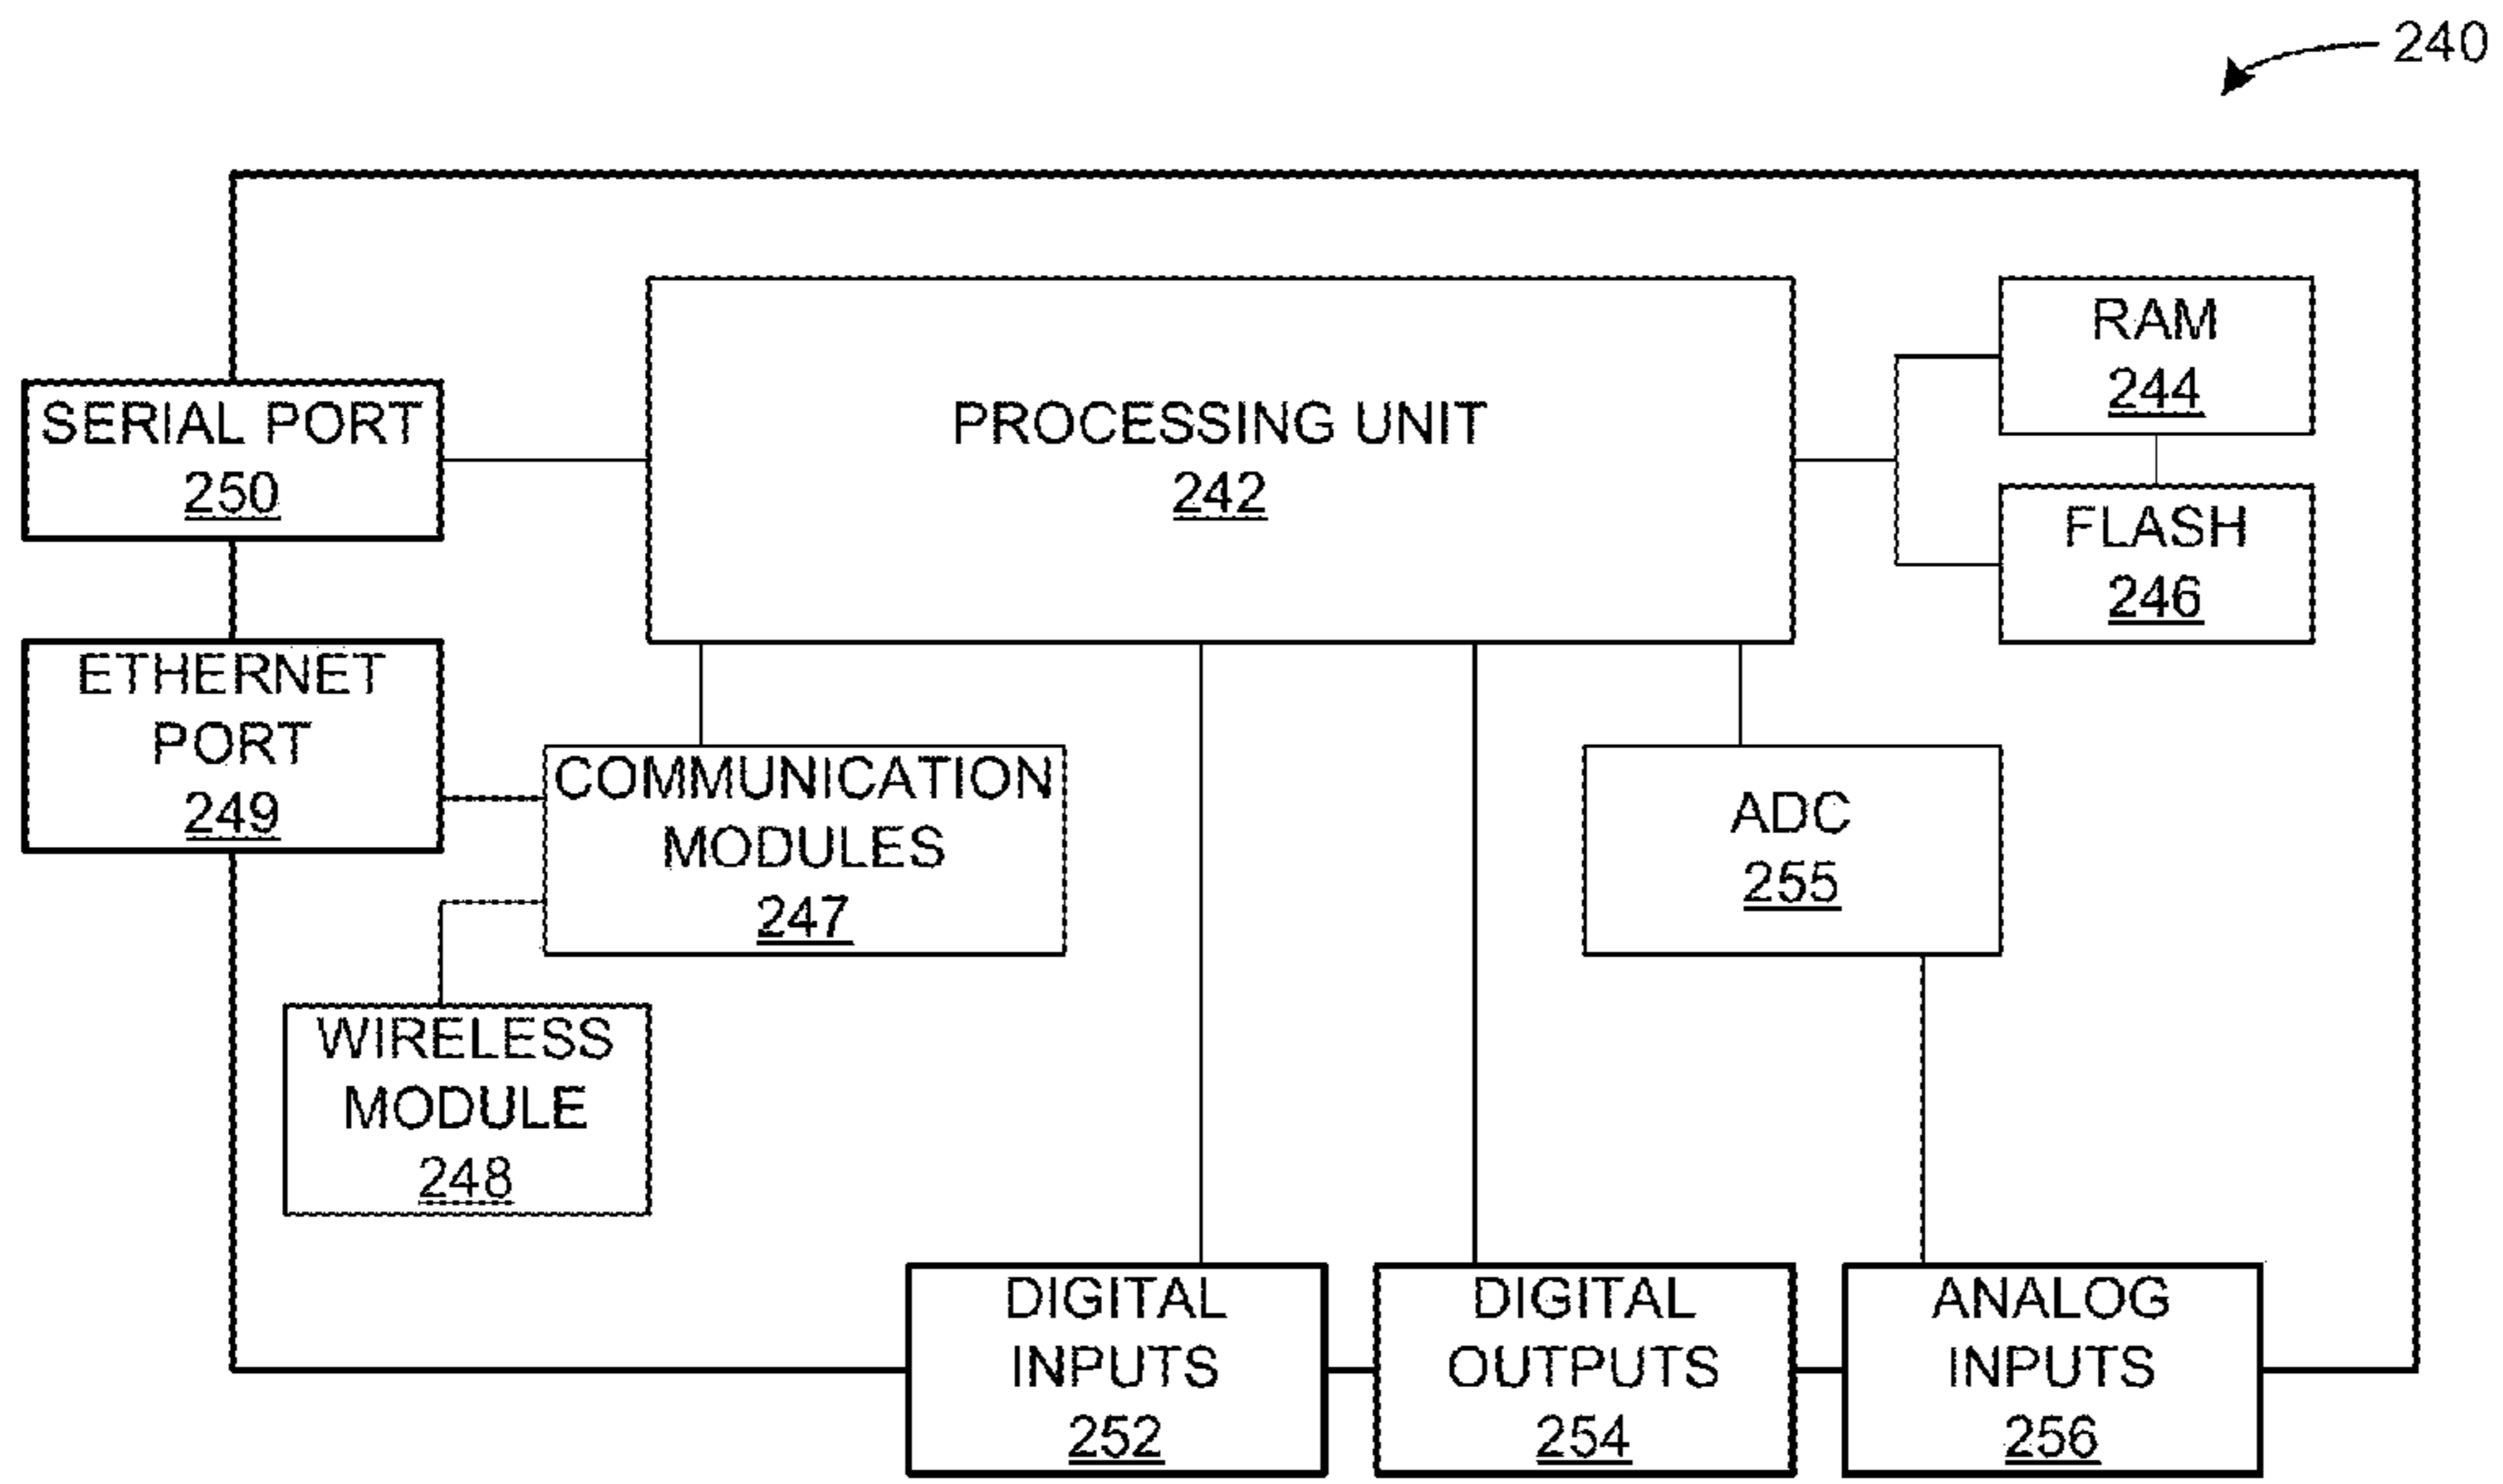 240
RAM
244
SERIAL PORT
250
PROCESSING UNIT
242
FLASH
246
ETHERNET
PORT
249
COMMUNICATION
MODULES
247
ADC
255
WIRELESS
MODULE
248
DIGITAL
INPUTS
252
DIGITAL
OUTPUTS
254
ANALOG
INPUTS
256